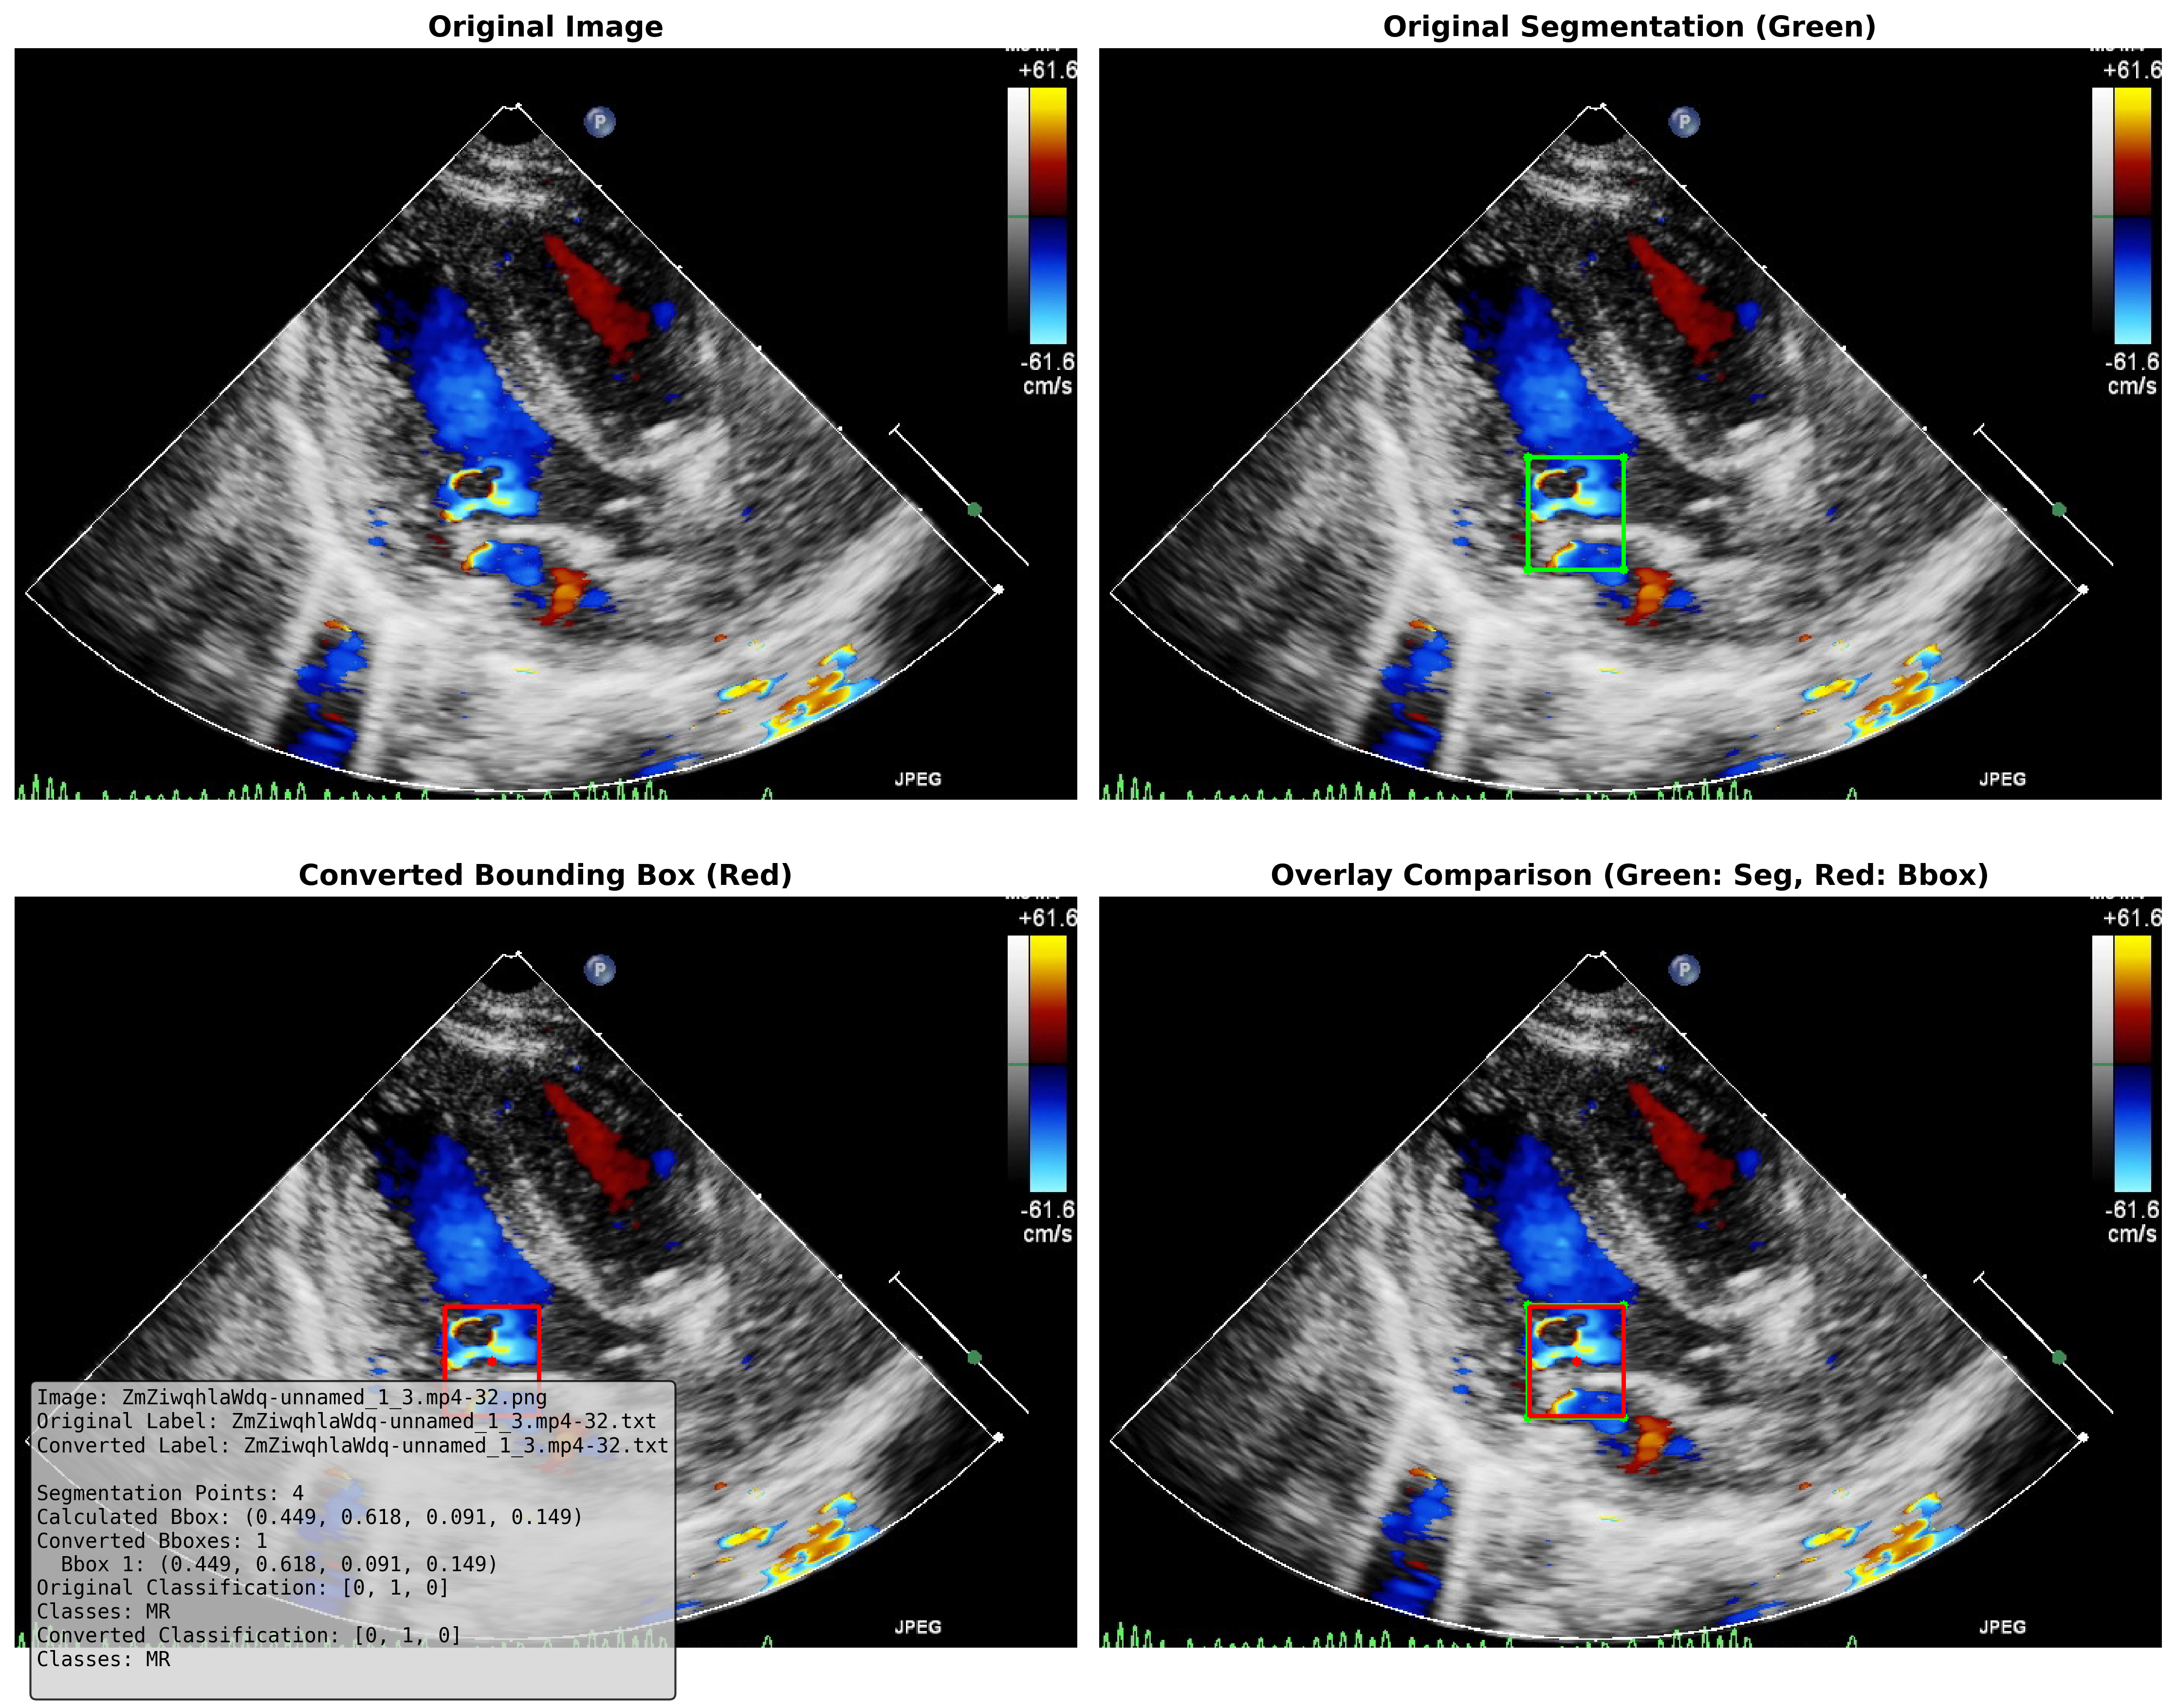 Original Image
+61.6
P
-61.6
cm/s
JPEG
Original Segmentation (Green)
+61.6
P
-61.6
cm/s
JPEG
Converted Bounding Box (Red)
+61.6
P
-61.6
cm/s
JPEG
Image: ZmZiwqhlaWdq-unnamed_1_3.mp4-32.png
Original Label: ZmZiwqhlaWdq-unnamed_1_3.mp4-32.txt
Converted Label: ZmZiwqhlaWdq-unnamed_1_3.mp4-32.txt
Segmentation Points: 4
Calculated Bbox: (0.449, 0.618, 0.091, 0.149)
Converted Bboxes: 1
Bbox 1: (0.449, 0.618, 0.091, 0.149)
Original Classification: [0, 1, 0]
Classes: MR
Converted Classification: [0, 1, 0]
Classes: MR
Overlay Comparison (Green: Seg, Red: Bbox)
+61.6
P
-61.6
cm/s
JPEG